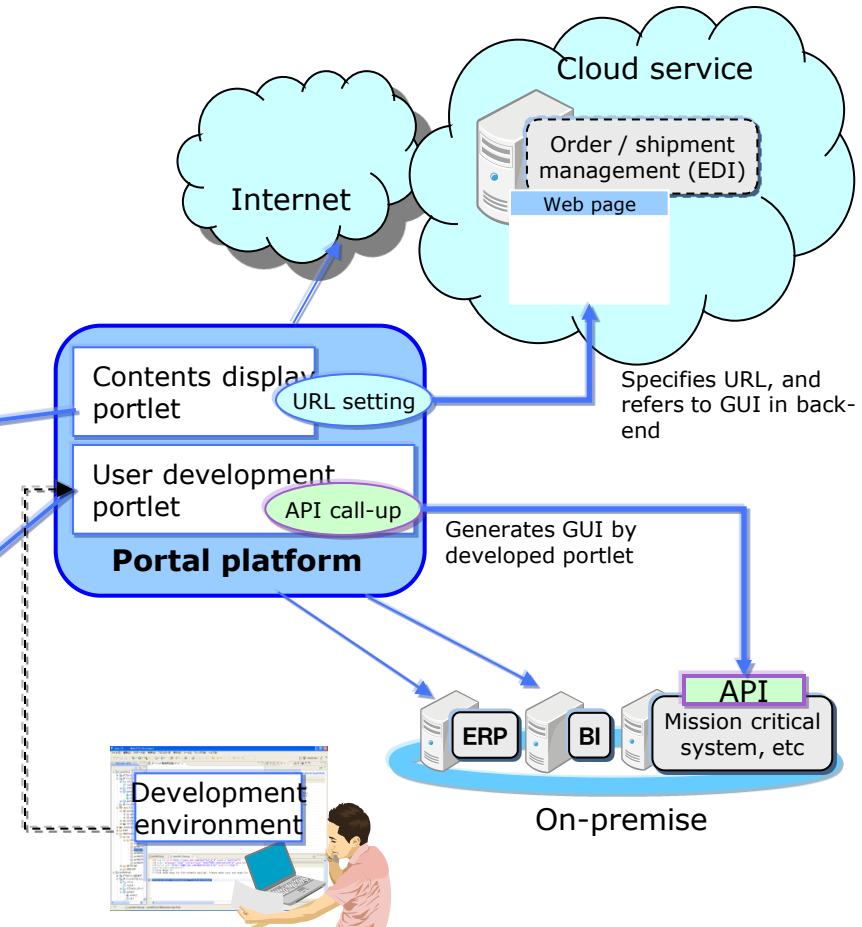 Cloud service
Order / shipment
management (EDI)
Web page
Internet
Contents display
portlet
URL setting
Specifies URL, and
refers to GUI in back-
end
User development
portlet
API call-up
Generates GUI by
developed portlet
Portal platform
API
Mission critical
system, etc
ERP
BI
On-premise
Development
environment